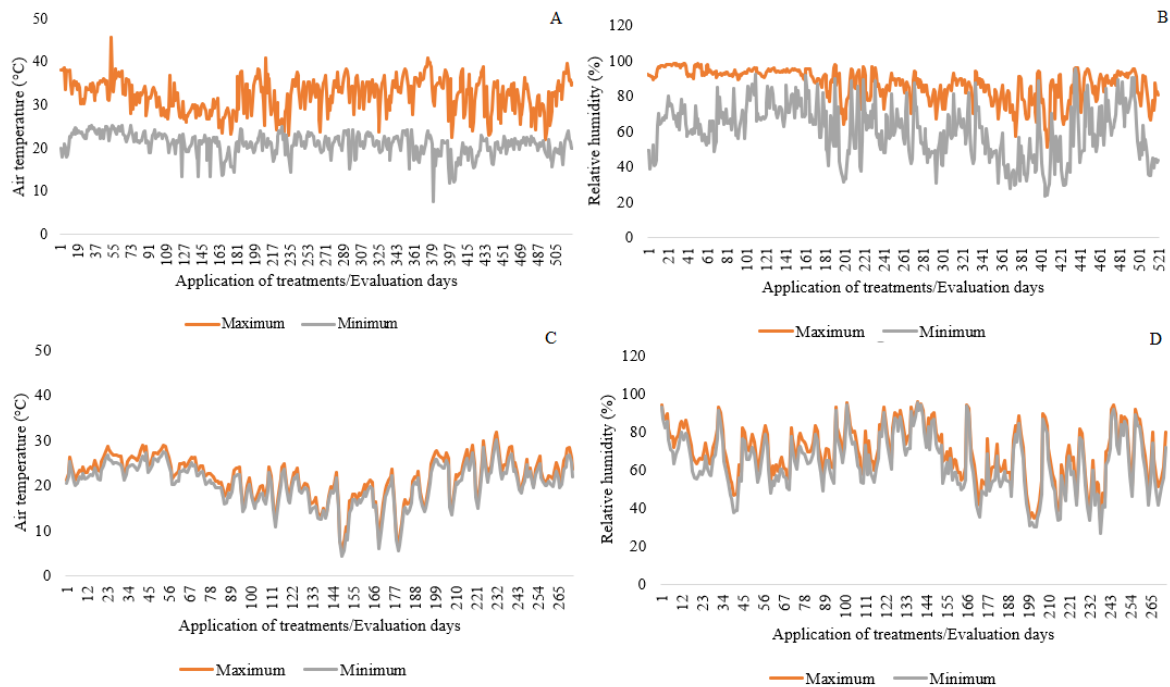 A
50
40
30
20
10
0
Air temperature (°C)
1 19 37 55 73 91 109 127 145 163 181 199 217 235 253 271 289 307 325 343 361 379 397 415 433 451 469 487 505
Application of treatments/Evaluation days
Maximum Minimum
B
120
100
80
60
40
20
0
Relative humidity (%)
1 21 41 61 81 101 121 141 161 181 201 221 241 261 281 301 321 341 361 381 401 421 441 461 481 501 521
Application of treatments/Evaluation days
Maximum Minimum
C
50
40
30
20
10
0
Air temperature (°C)
1 12 23 34 45 56 67 78 89 100 111 122 133 144 155 166 177 188 199 210 221 232 243 254 265
Application of treatments/Evaluation days
Maximum Minimum
D
120
100
80
60
40
20
0
Relative humidity (%)
1 12 23 34 45 56 67 78 89 100 111 122 133 144 155 166 177 188 199 210 221 232 243 254 265
Application of treatments/Evaluation days
Maximum Minimum